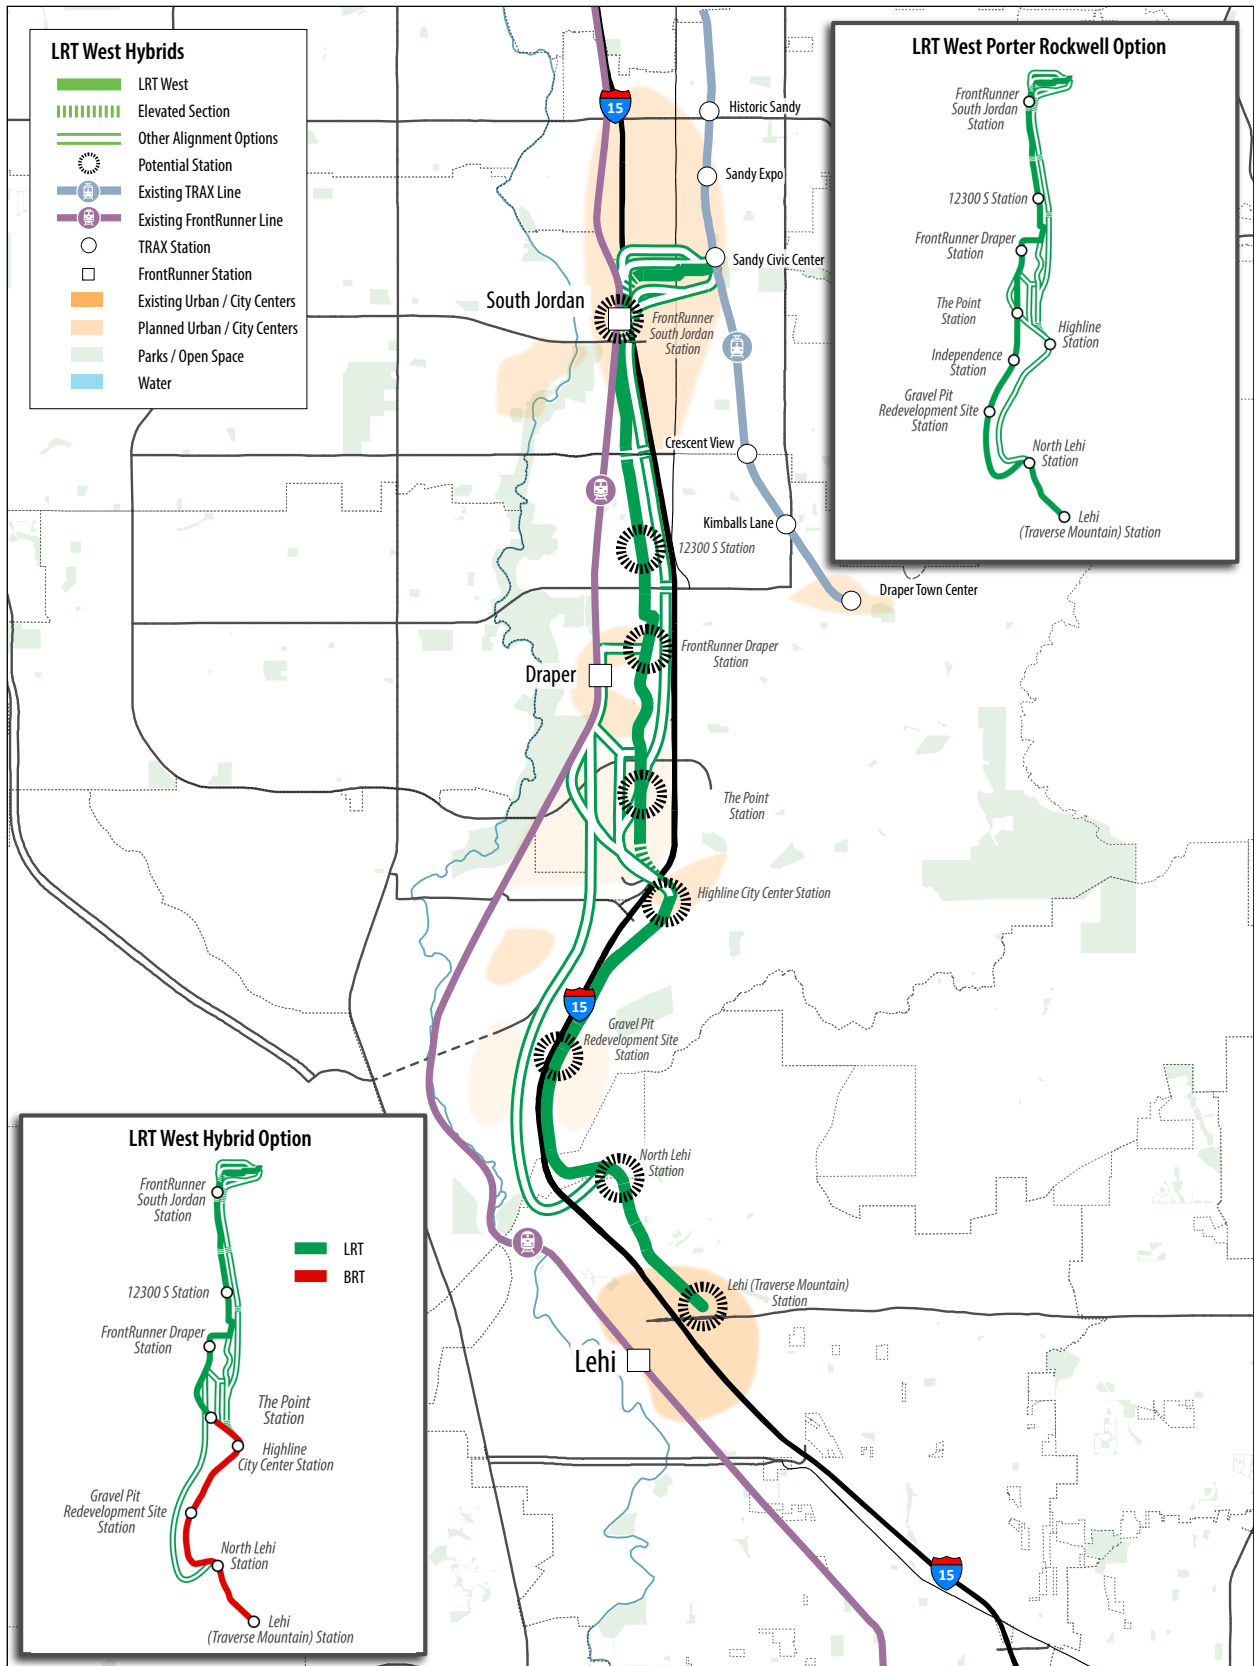 LRT West Hybrids
LRT West
Elevated Section
Other Alignment Options
Potential Station
Existing TRAX Line
Existing FrontRunner Line
TRAX Station
FrontRunner Station
Existing Urban / City Centers
Planned Urban / City Centers
Parks / Open Space
Water
15
Historic Sandy
Sandy Expo
Sandy Civic Center
South Jordan
FrontRunner
South Jordan
Station
Crescent View
Kimballs Lane
12300 S Station
Draper Town Center
FrontRunner Draper
Station
Draper
The Point
Station
Highline City Center Station
15
Gravel Pit
Redevelopment Site
Station
North Lehi
Station
Lehi (Traverse Mountain)
Station
Lehi
15
LRT West Porter Rockwell Option
FrontRunner
South Jordan
Station
12300 S Station
FrontRunner Draper
Station
The Point
Station
Highline
Station
Independence
Station
Gravel Pit
Redevelopment Site
Station
North Lehi
Station
Lehi
(Traverse Mountain) Station
LRT West Hybrid Option
FrontRunner
South Jordan
Station
LRT
BRT
12300 S Station
FrontRunner Draper
Station
The Point
Station
Highline
City Center Station
Gravel Pit
Redevelopment Site
Station
North Lehi
Station
Lehi
(Traverse Mountain) Station